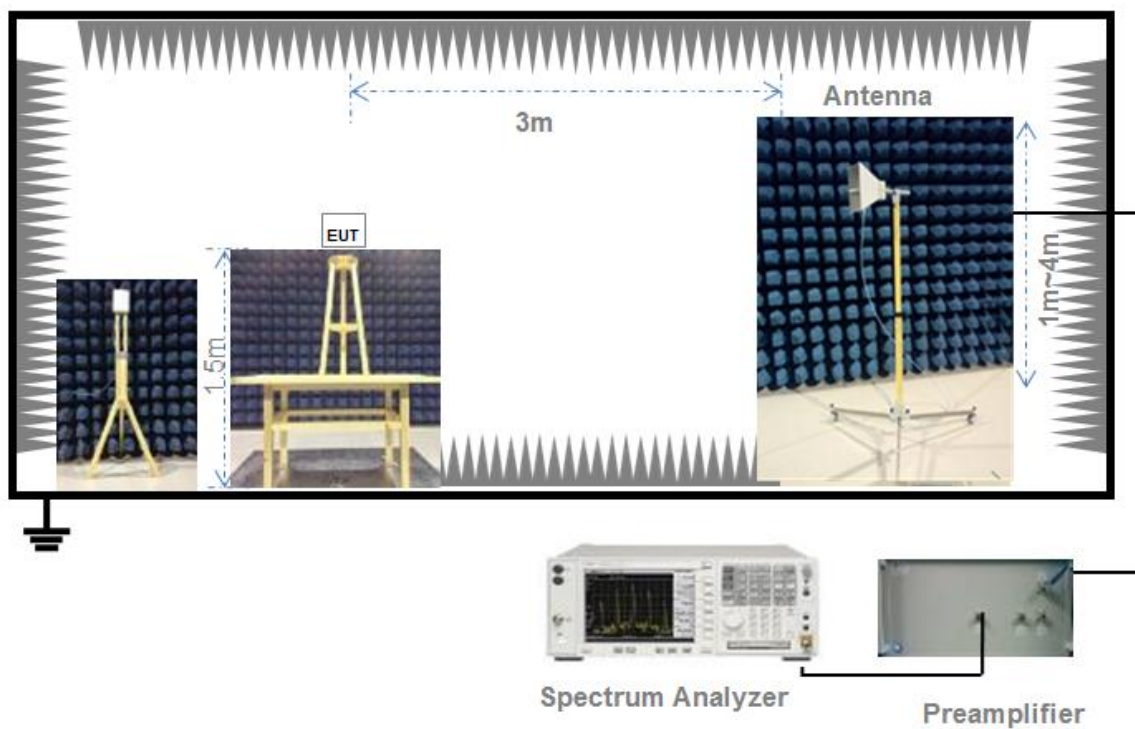 Antenna
3m
EUT
1.5m
1m~4m
Spectrum Analyzer
Preamplifier